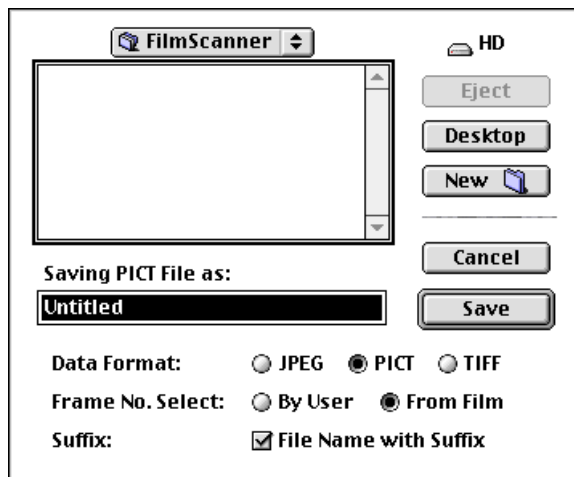 FilmScanner
HD
Eject
Desktop
New
Saving PICT File as:
Untitled
Cancel
Save
Data Format: JPEG PICT TIFF
Frame No. Select: By User From Film
Suffix: File Name with Suffix